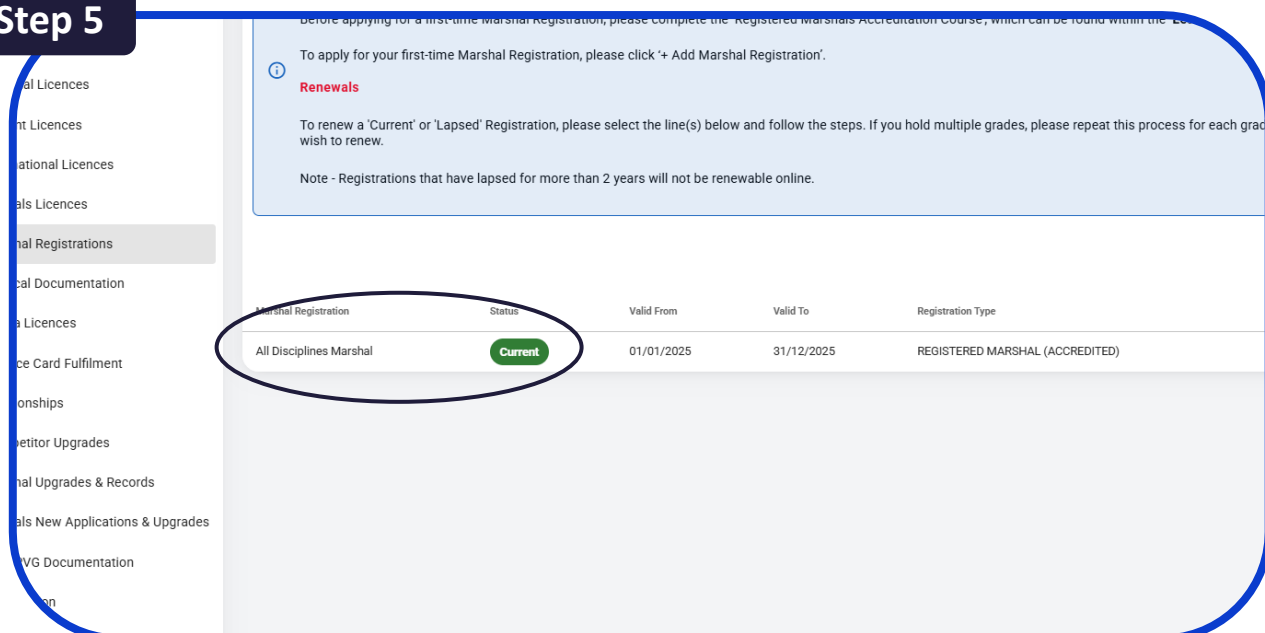 Step 5
Before applying for a first-time Marshal Registration, please complete the 'Registered Marshals Accreditation Course', which can be found within the
To apply for your first-time Marshal Registration, please click '+ Add Marshal Registration'.
Renewals
To renew a 'Current' or 'Lapsed' Registration, please select the line(s) below and follow the steps. If you hold multiple grades, please repeat this process for each grad
wish to renew.
Note - Registrations that have lapsed for more than 2 years will not be renewable online.
al Licences
nt Licences
ational Licences
als Licences
nal Registrations
cal Documentation
a Licences
ce Card Fulfilment
onships
petitor Upgrades
nal Upgrades & Records
als New Applications & Upgrades
VG Documentation
on
Marshal Registration Status Valid From Valid To Registration Type
All Disciplines Marshal Current 01/01/2025 31/12/2025 REGISTERED MARSHAL (ACCREDITED)